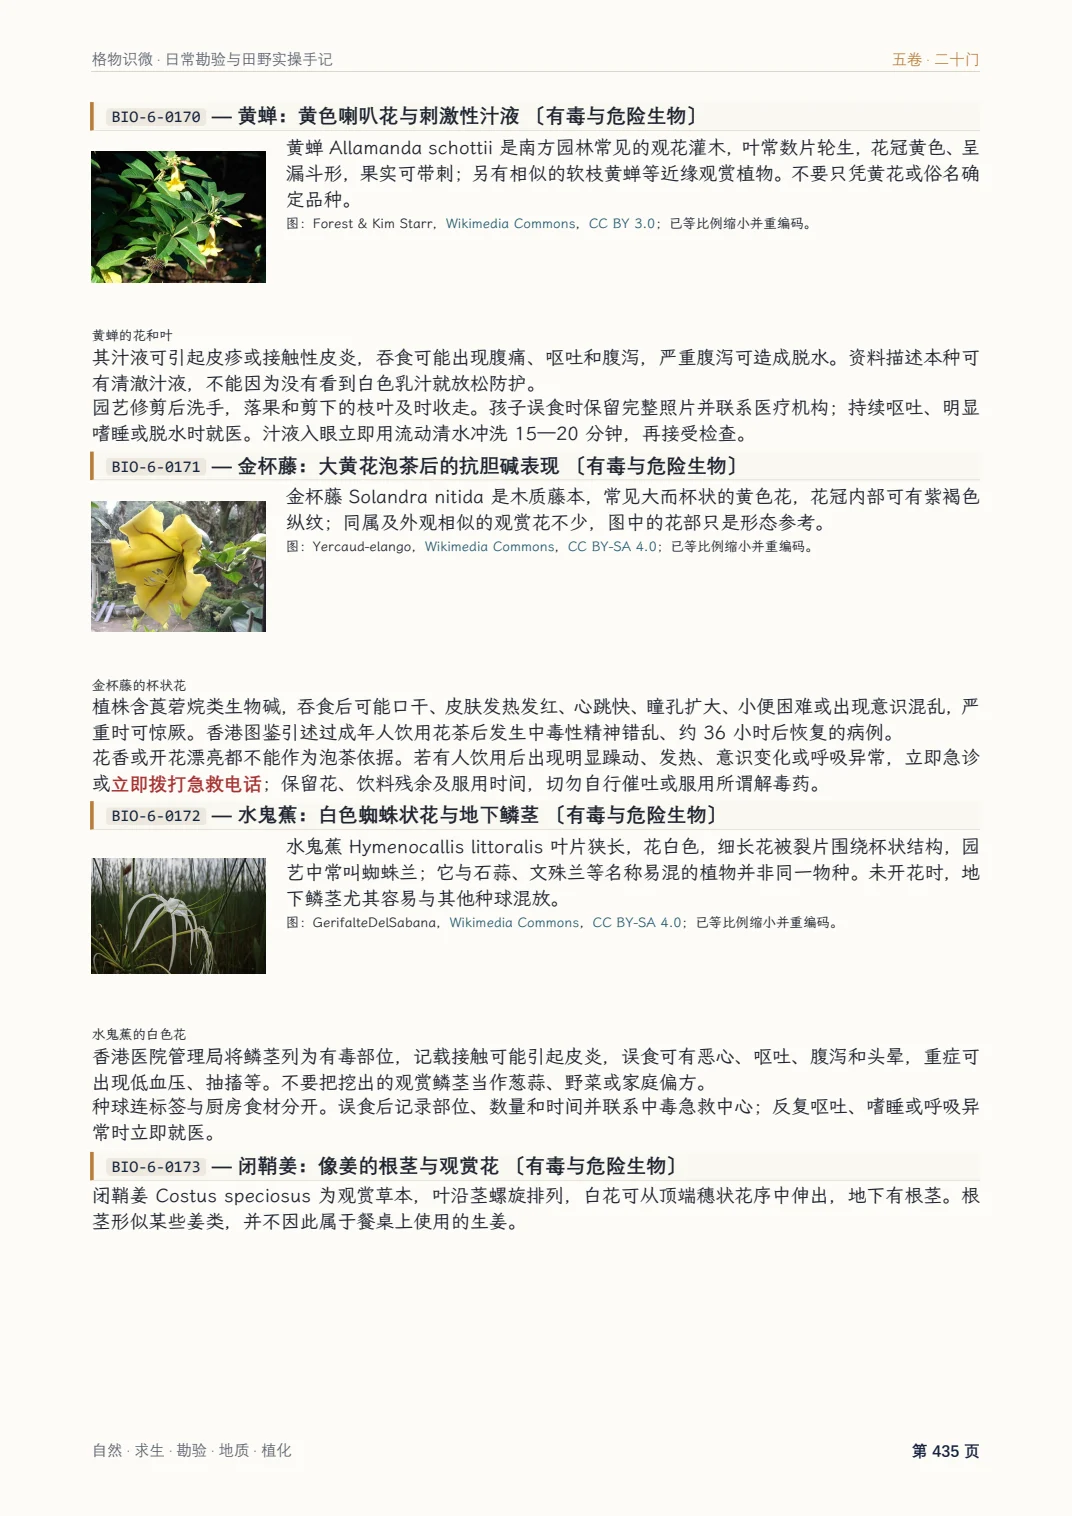 格物识微 · 日常勘验与田野实操手记
五卷 · 二十门
BIO-6-0170 — 黄蝉：黄色喇叭花与刺激性汁液 〔有毒与危险生物〕
黄蝉 Allamanda schottii 是南方园林常见的观花灌木，叶常数片轮生，花冠黄色、呈
漏斗形，果实可带刺；另有相似的软枝黄蝉等近缘观赏植物。不要只凭黄花或俗名确
定品种。
图：Forest & Kim Starr，Wikimedia Commons，CC BY 3.0；已等比例缩小并重编码。
黄蝉的花和叶
其汁液可引起皮疹或接触性皮炎，吞食可能出现腹痛、呕吐和腹泻，严重腹泻可造成脱水。资料描述本种可
有清澈汁液，不能因为没有看到白色乳汁就放松防护。
园艺修剪后洗手，落果和剪下的枝叶及时收走。孩子误食时保留完整照片并联系医疗机构；持续呕吐、明显
嗜睡或脱水时就医。汁液入眼立即用流动清水冲洗 15—20 分钟，再接受检查。
BIO-6-0171 — 金杯藤：大黄花泡茶后的抗胆碱表现 〔有毒与危险生物〕
金杯藤 Solandra nitida 是木质藤本，常见大而杯状的黄色花，花冠内部可有紫褐色
纵纹；同属及外观相似的观赏花不少，图中的花部只是形态参考。
图：Yercaud-elango，Wikimedia Commons，CC BY-SA 4.0；已等比例缩小并重编码。
金杯藤的杯状花
植株含莨菪烷类生物碱，吞食后可能口干、皮肤发热发红、心跳快、瞳孔扩大、小便困难或出现意识混乱，严
重时可惊厥。香港图鉴引述过成年人饮用花茶后发生中毒性精神错乱、约 36 小时后恢复的病例。
花香或开花漂亮都不能作为泡茶依据。若有人饮用后出现明显躁动、发热、意识变化或呼吸异常，立即急诊
或立即拨打急救电话；保留花、饮料残余及服用时间，切勿自行催吐或服用所谓解毒药。
BIO-6-0172 — 水鬼蕉：白色蜘蛛状花与地下鳞茎 〔有毒与危险生物〕
水鬼蕉 Hymenocallis littoralis 叶片狭长，花白色，细长花被裂片围绕杯状结构，园
艺中常叫蜘蛛兰；它与石蒜、文殊兰等名称易混的植物并非同一物种。未开花时，地
下鳞茎尤其容易与其他种球混放。
图：GerifalteDelSabana，Wikimedia Commons，CC BY-SA 4.0；已等比例缩小并重编码。
水鬼蕉的白色花
香港医院管理局将鳞茎列为有毒部位，记载接触可能引起皮炎，误食可有恶心、呕吐、腹泻和头晕，重症可
出现低血压、抽搐等。不要把挖出的观赏鳞茎当作葱蒜、野菜或家庭偏方。
种球连标签与厨房食材分开。误食后记录部位、数量和时间并联系中毒急救中心；反复呕吐、嗜睡或呼吸异
常时立即就医。
BIO-6-0173 — 闭鞘姜：像姜的根茎与观赏花 〔有毒与危险生物〕
闭鞘姜 Costus speciosus 为观赏草本，叶沿茎螺旋排列，白花可从顶端穗状花序中伸出，地下有根茎。根
茎形似某些姜类，并不因此属于餐桌上使用的生姜。
自然 · 求生 · 勘验 · 地质 · 植化
第 435 页